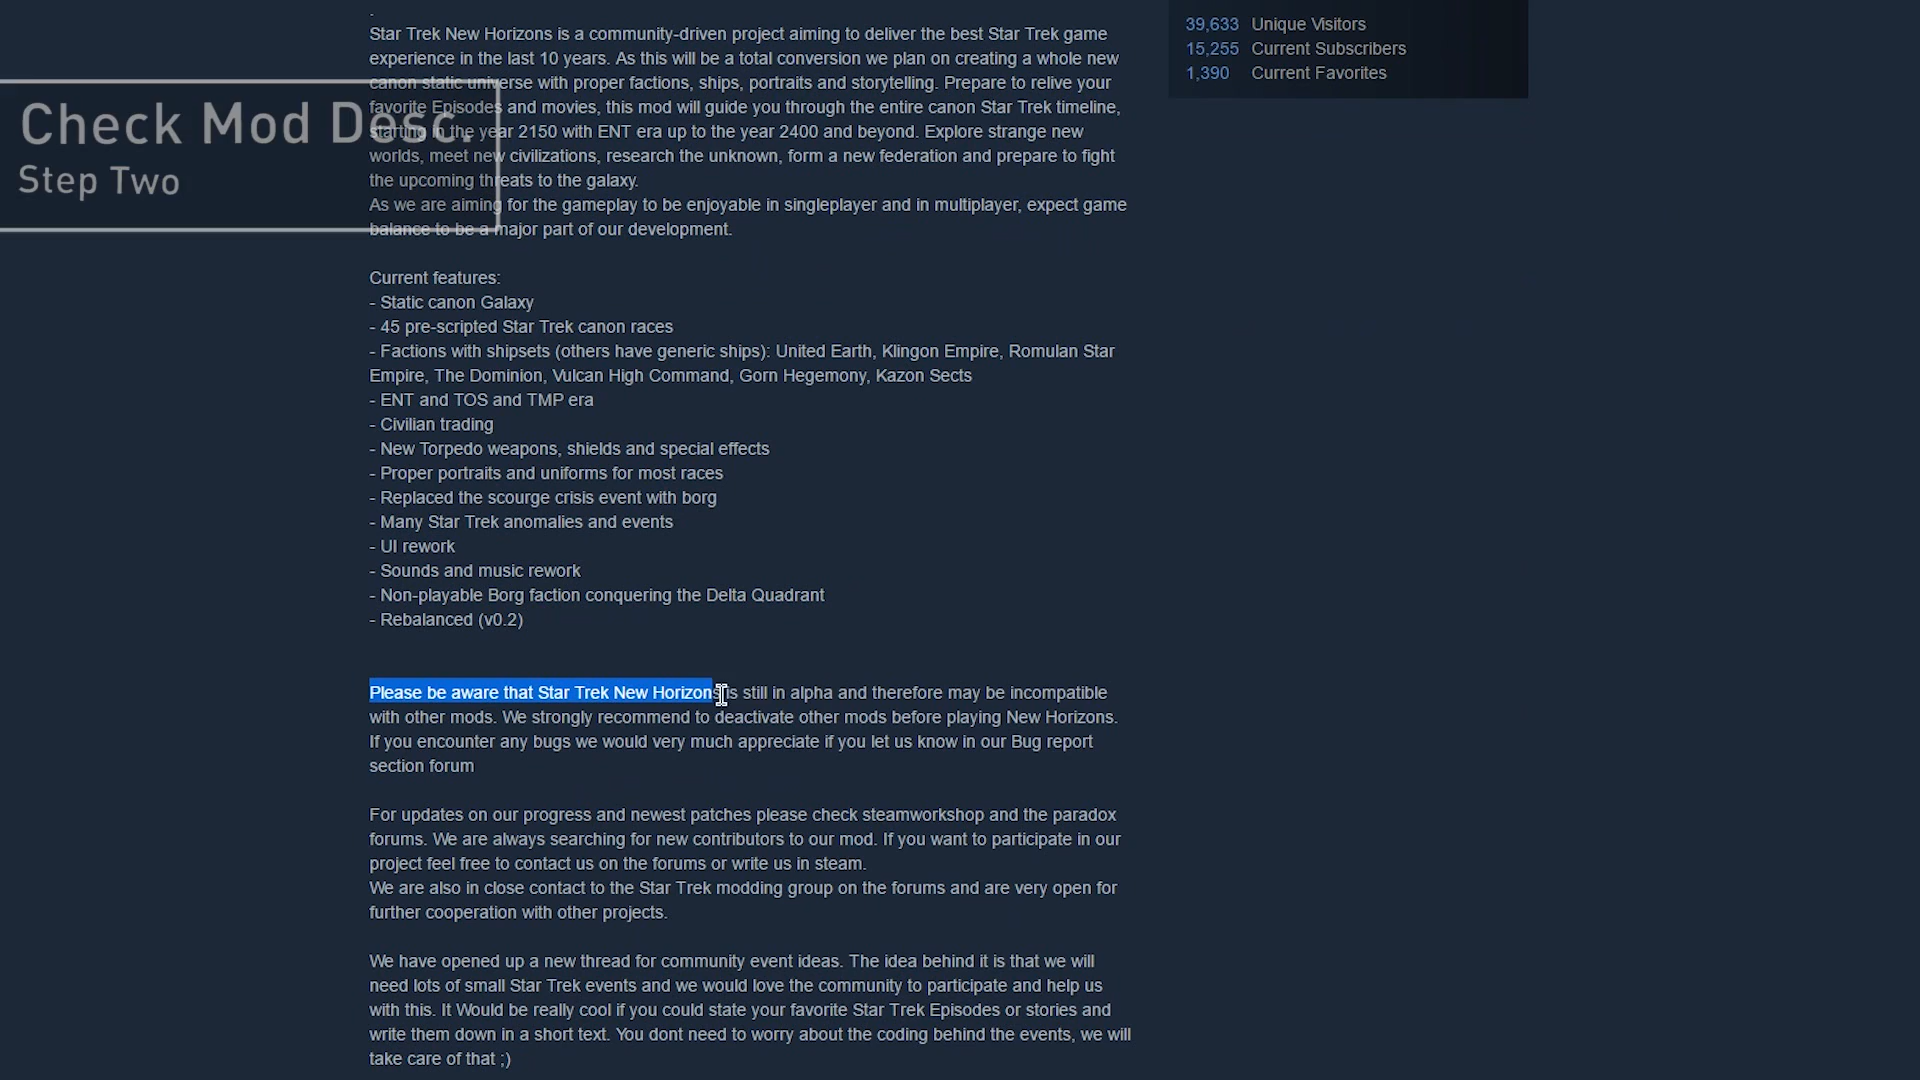 Star Trek New Horizons is a community-driven project aiming to deliver the best Star Trek game
experience in the last 10 years. As this will be a total conversion we plan on creating a whole new
canon static universe with proper factions, ships, portraits and storytelling. Prepare to relive your
favorite Episodes and movies, this mod will guide you through the entire canon Star Trek timeline,
starting in the year 2150 with ENT era up to the year 2400 and beyond. Explore strange new
worlds, meet new civilizations, research the unknown, form a new federation and prepare to fight
the upcoming threats to the galaxy.
As we are aiming for the gameplay to be enjoyable in singleplayer and in multiplayer, expect game
balance to be a major part of our development.
Check Mod Desc.
Step Two
39,633 Unique Visitors
15,255 Current Subscribers
1,390 Current Favorites
Current features:
- Static canon Galaxy
- 45 pre-scripted Star Trek canon races
- Factions with shipsets (others have generic ships): United Earth, Klingon Empire, Romulan Star
Empire, The Dominion, Vulcan High Command, Gorn Hegemony, Kazon Sects
- ENT and TOS and TMP era
- Civilian trading
- New Torpedo weapons, shields and special effects
- Proper portraits and uniforms for most races
- Replaced the scourge crisis event with borg
- Many Star Trek anomalies and events
- UI rework
- Sounds and music rework
- Non-playable Borg faction conquering the Delta Quadrant
- Rebalanced (v0.2)
Please be aware that Star Trek New Horizons is still in alpha and therefore may be incompatible
with other mods. We strongly recommend to deactivate other mods before playing New Horizons.
If you encounter any bugs we would very much appreciate if you let us know in our Bug report
section forum
For updates on our progress and newest patches please check steamworkshop and the paradox
forums. We are always searching for new contributors to our mod. If you want to participate in our
project feel free to contact us on the forums or write us in steam.
We are also in close contact to the Star Trek modding group on the forums and are very open for
further cooperation with other projects.
We have opened up a new thread for community event ideas. The idea behind it is that we will
need lots of small Star Trek events and we would love the community to participate and help us
with this. It Would be really cool if you could state your favorite Star Trek Episodes or stories and
write them down in a short text. You dont need to worry about the coding behind the events, we will
take care of that ;)